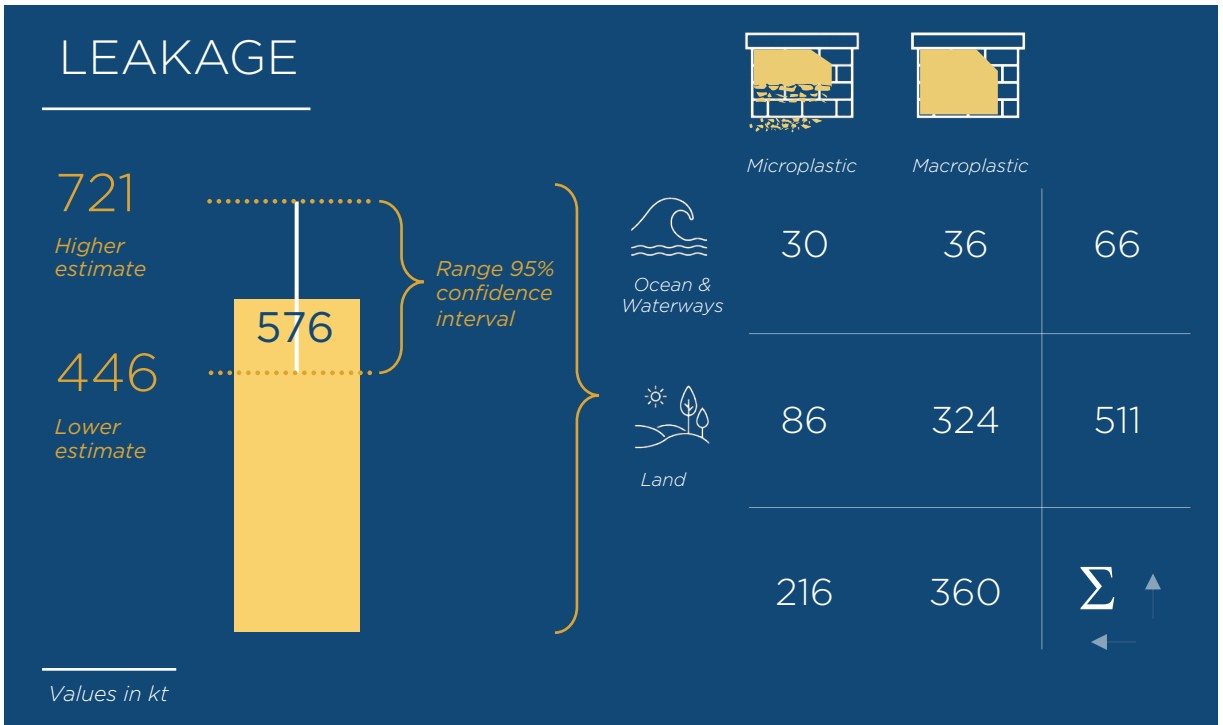 LEAKAGE
Microplastic
Macroplastic
721
Higher
estimate
576
446
Lower
estimate
Range 95%
confidence
interval
Ocean &
Waterways
30 36 66
Land
86 324 511
216 360 Σ
Values in kt